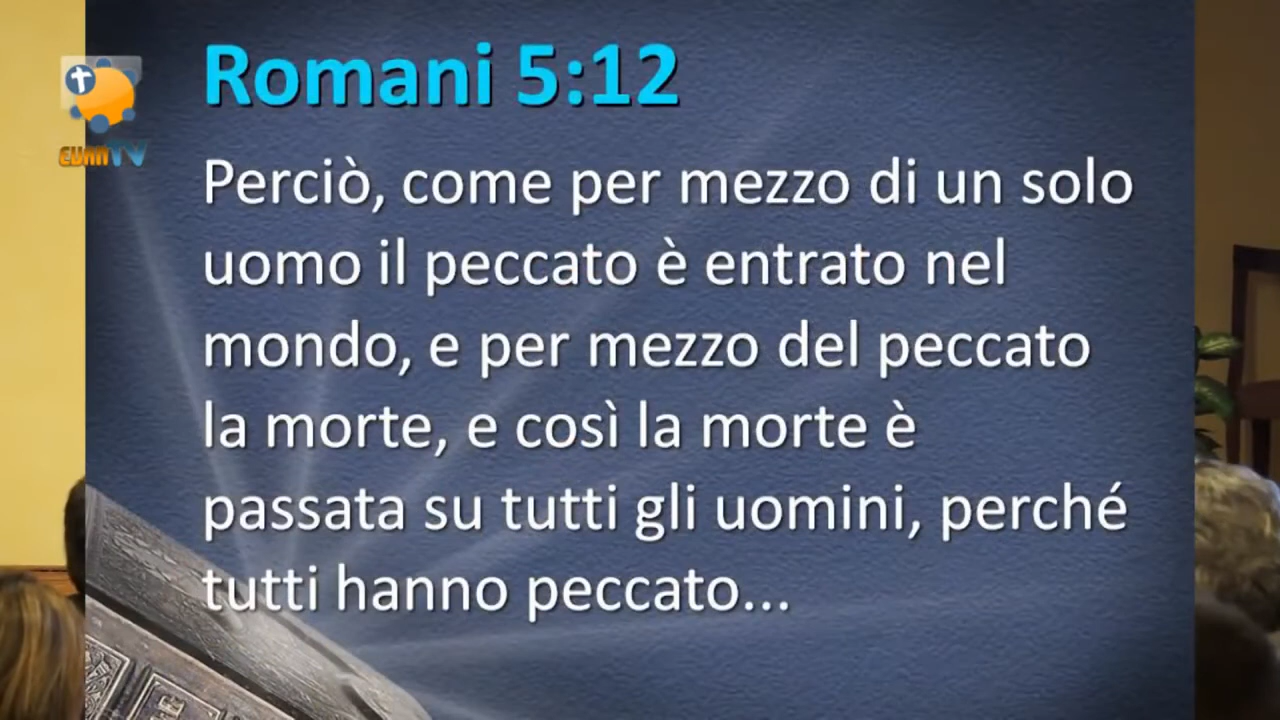 Romani 5:12
EVANTV
Perciò, come per mezzo di un solo
uomo il peccato è entrato nel
mondo, e per mezzo del peccato
la morte, e così la morte è
passata su tutti gli uomini, perché
tutti hanno peccato...